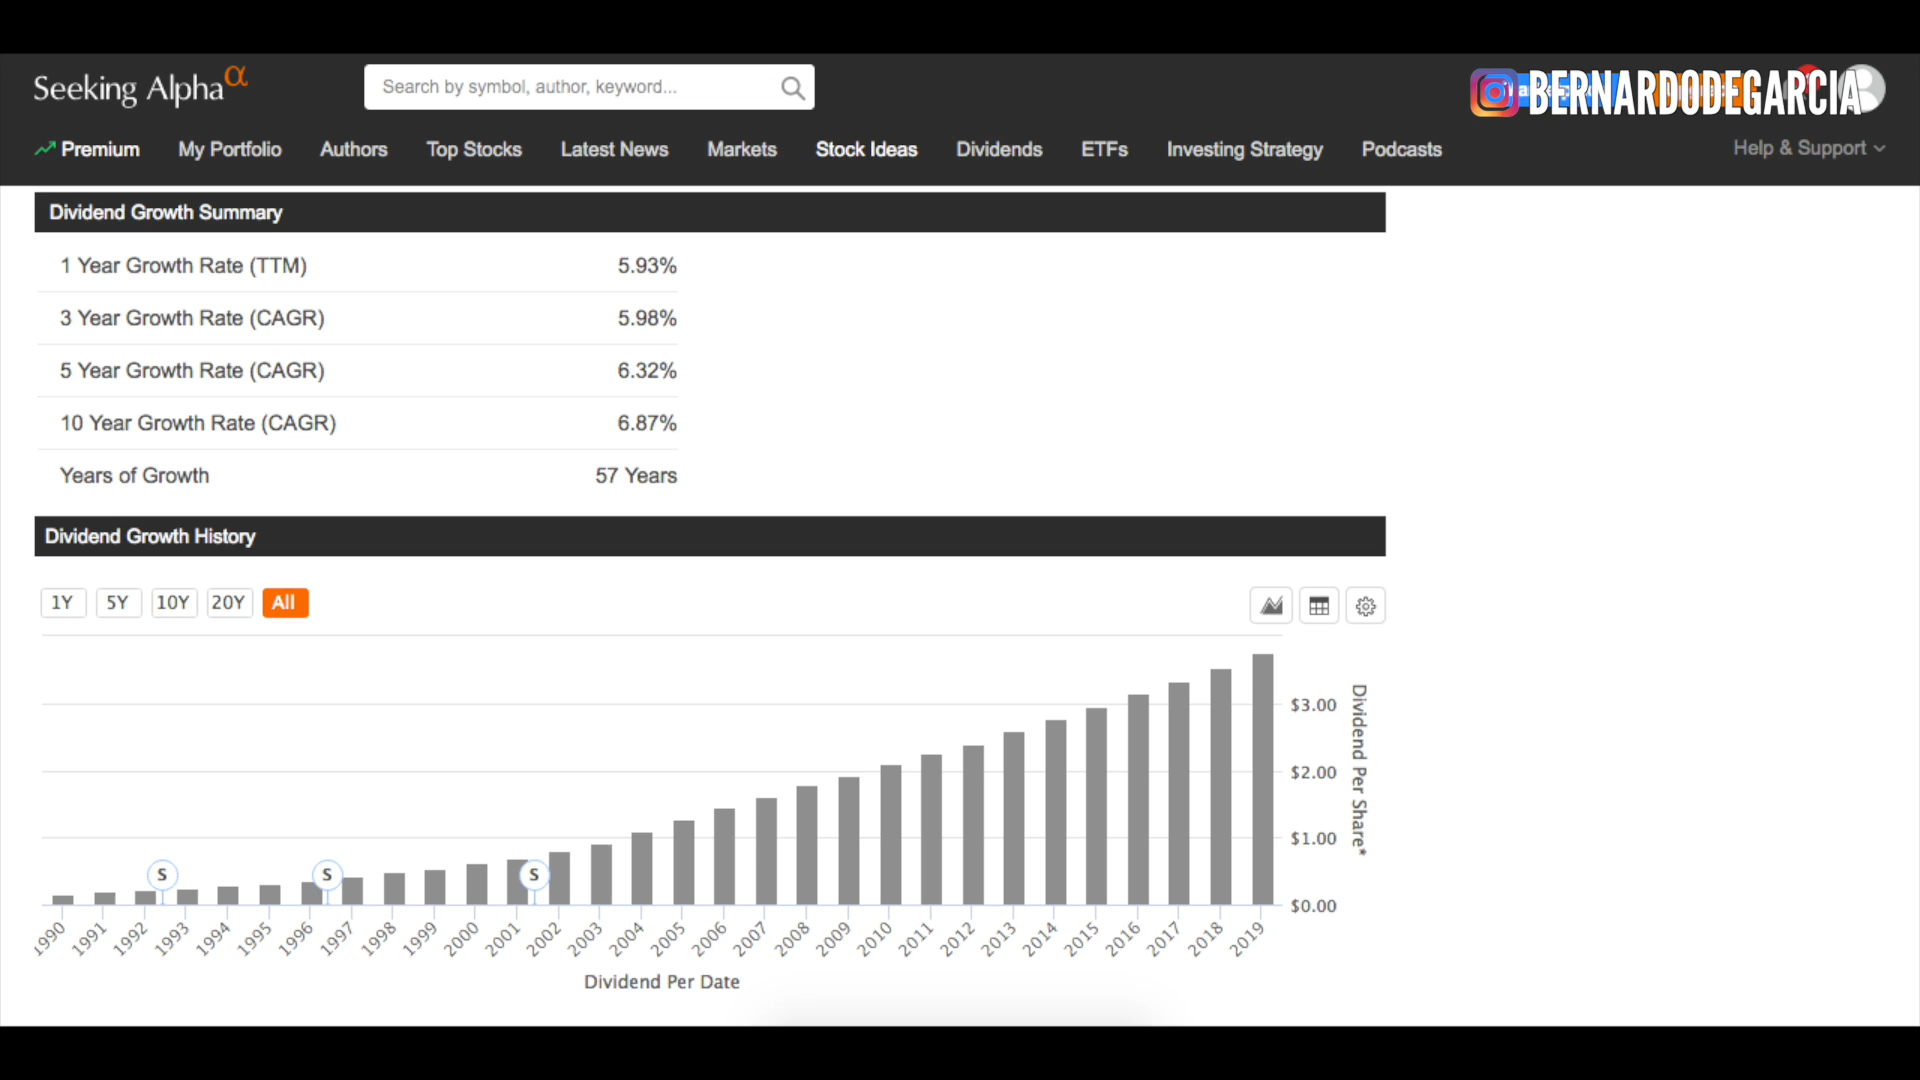 Seeking Alpha α
Search by symbol, author, keyword...
BERNARDODEGARCIA
Premium My Portfolio Authors Top Stocks Latest News Markets Stock Ideas Dividends ETFs Investing Strategy Podcasts Help & Support
Dividend Growth Summary
1 Year Growth Rate (TTM) 5.93%
3 Year Growth Rate (CAGR) 5.98%
5 Year Growth Rate (CAGR) 6.32%
10 Year Growth Rate (CAGR) 6.87%
Years of Growth 57 Years
Dividend Growth History
1Y 5Y 10Y 20Y All
$3.00
$2.00
$1.00
$0.00
Dividend Per Share*
S S S
1990 1991 1992 1993 1994 1995 1996 1997 1998 1999 2000 2001 2002 2003 2004 2005 2006 2007 2008 2009 2010 2011 2012 2013 2014 2015 2016 2017 2018 2019
Dividend Per Date